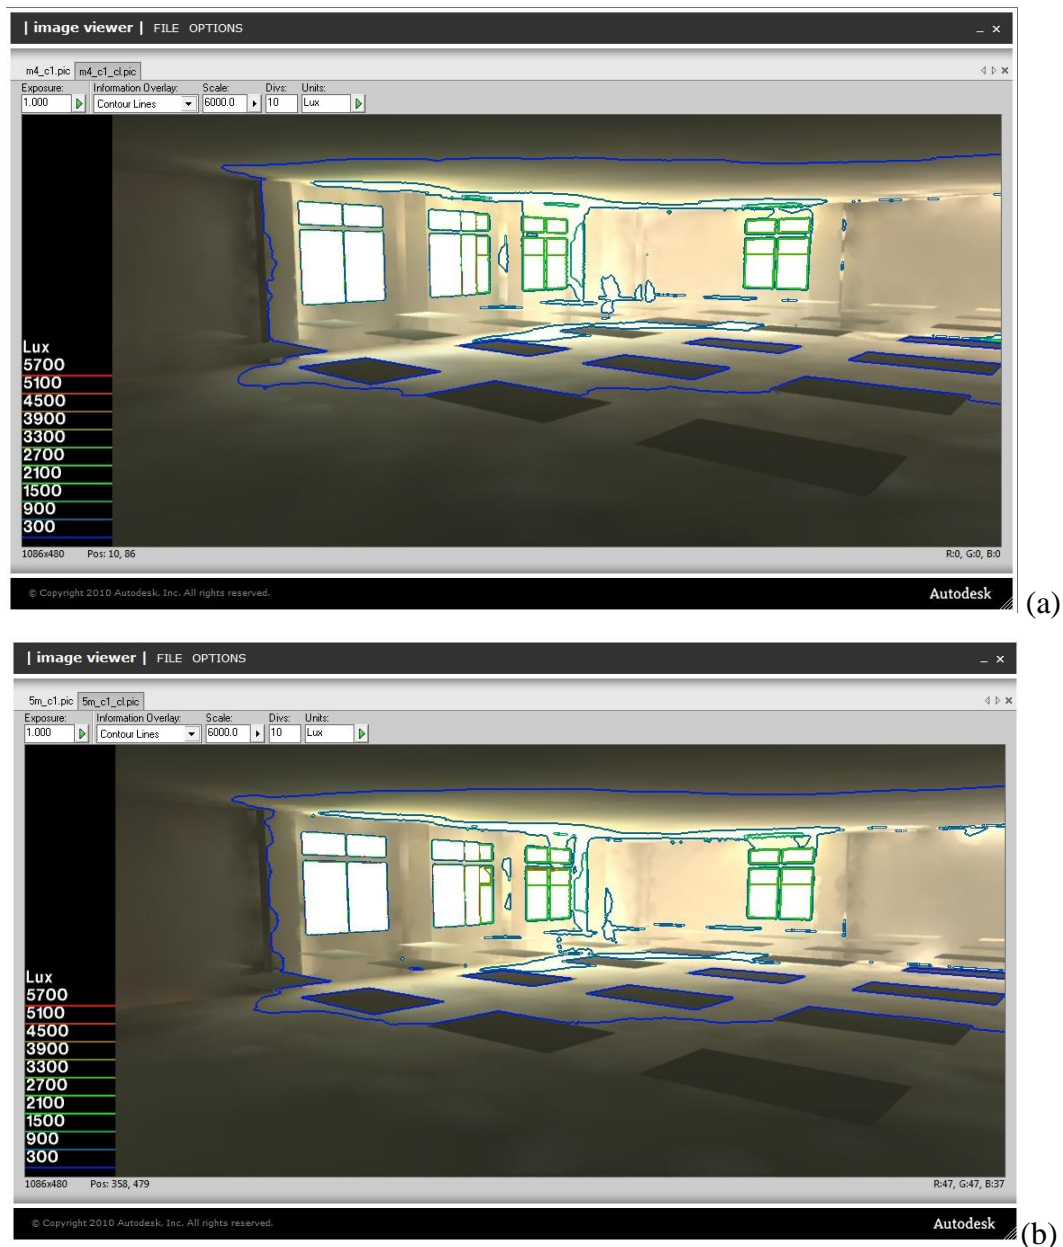 | image viewer | FILE OPTIONS
m4_c1.pic m4_c1_cl.pic
Exposure: Information Overlay: Scale: Divs: Units:
1.000 Contour Lines 6000.0 10 Lux
Lux
5700
5100
4500
3900
3300
2700
2100
1500
900
300
1086x480 Pos: 10, 86 R:0, G:0, B:0
© Copyright 2010 Autodesk, Inc. All rights reserved. Autodesk
(a)
| image viewer | FILE OPTIONS
5m_c1.pic 5m_c1_cl.pic
Exposure: Information Overlay: Scale: Divs: Units:
1.000 Contour Lines 6000.0 10 Lux
Lux
5700
5100
4500
3900
3300
2700
2100
1500
900
300
1086x480 Pos: 358, 479 R:47, G:47, B:37
© Copyright 2010 Autodesk, Inc. All rights reserved. Autodesk
(b)